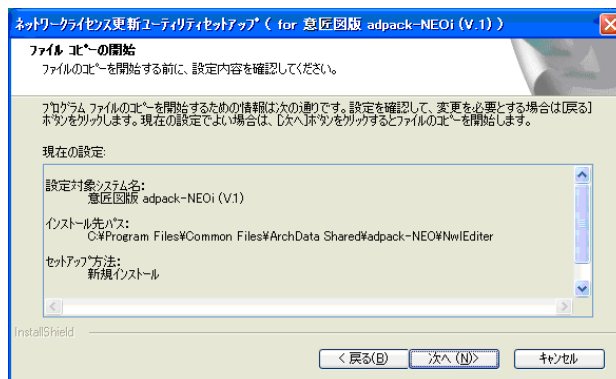 ネットワークライセンス更新ユーティリティセットアップ ( for 意匠図版 adpack-NEOi (V.1) )
ファイル コピーの開始
ファイルのコピーを開始する前に、設定内容を確認してください。
プログラム ファイルのコピーを開始するための情報は次の通りです。設定を確認して、変更を必要とする場合は[戻る]
ボタンをクリックします。現在の設定でよい場合は、[次へ]ボタンをクリックするとファイルのコピーを開始します。
現在の設定:
設定対象システム名:
意匠図版 adpack-NEOi (V.1)
インストール先パス:
C:¥Program Files¥Common Files¥ArchData Shared¥adpack-NEO¥NwlEditer
セットアップ方法:
新規インストール
InstallShield
< 戻る(B)
次へ (N)>
キャンセル